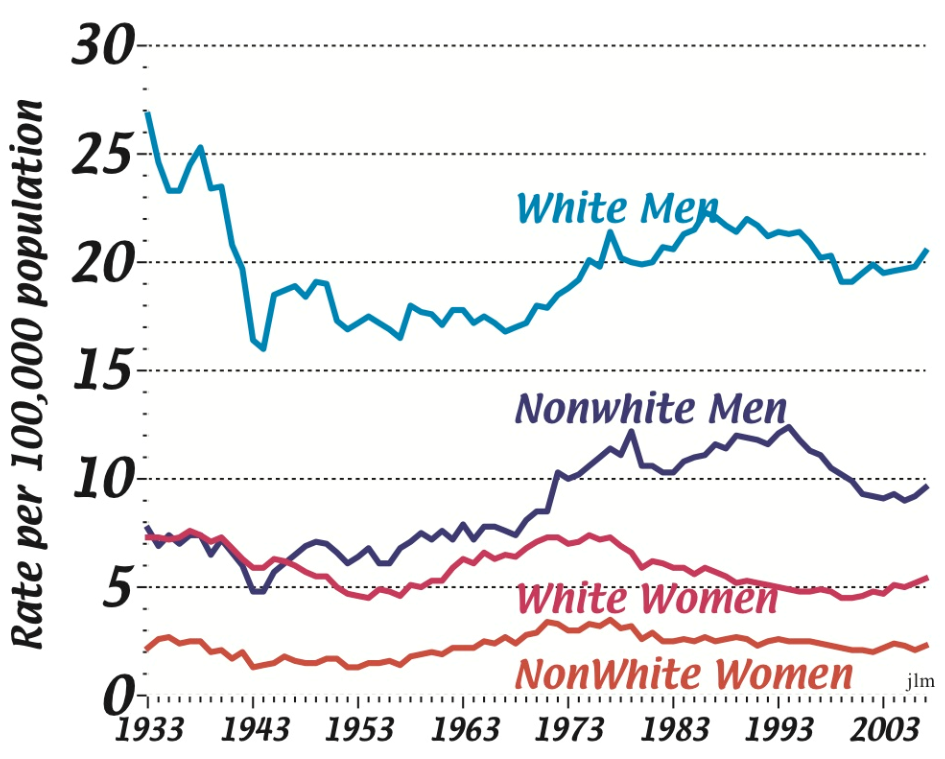 Rate per 100,000 population
30
25
20
15
10
5
0
White Men
Nonwhite Men
White Women
NonWhite Women
jlm
1933 1943 1953 1963 1973 1983 1993 2003